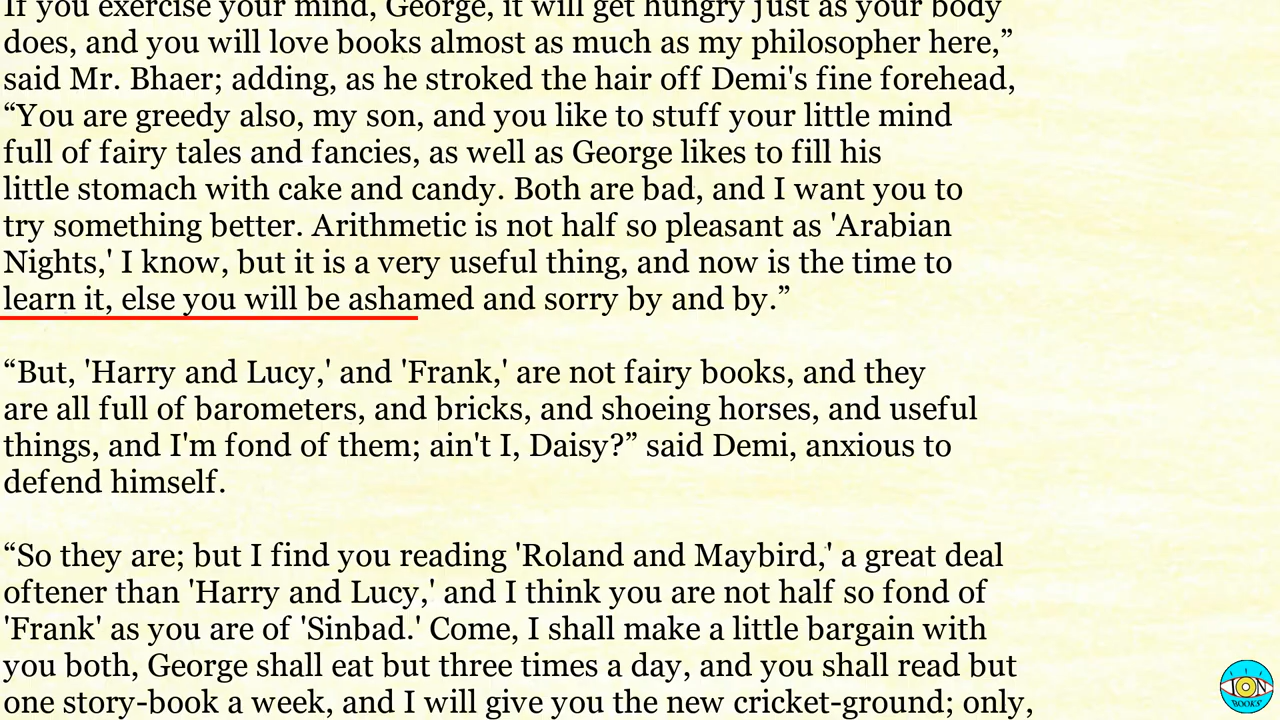 If you exercise your mind, George, it will get hungry just as your body
does, and you will love books almost as much as my philosopher here,”
said Mr. Bhaer; adding, as he stroked the hair off Demi's fine forehead,
“You are greedy also, my son, and you like to stuff your little mind
full of fairy tales and fancies, as well as George likes to fill his
little stomach with cake and candy. Both are bad, and I want you to
try something better. Arithmetic is not half so pleasant as 'Arabian
Nights,' I know, but it is a very useful thing, and now is the time to
learn it, else you will be ashamed and sorry by and by.”
“But, 'Harry and Lucy,' and 'Frank,' are not fairy books, and they
are all full of barometers, and bricks, and shoeing horses, and useful
things, and I'm fond of them; ain't I, Daisy?” said Demi, anxious to
defend himself.
“So they are; but I find you reading 'Roland and Maybird,' a great deal
oftener than 'Harry and Lucy,' and I think you are not half so fond of
'Frank' as you are of 'Sinbad.' Come, I shall make a little bargain with
you both, George shall eat but three times a day, and you shall read but
one story-book a week, and I will give you the new cricket-ground; only,
ION
BOOKS